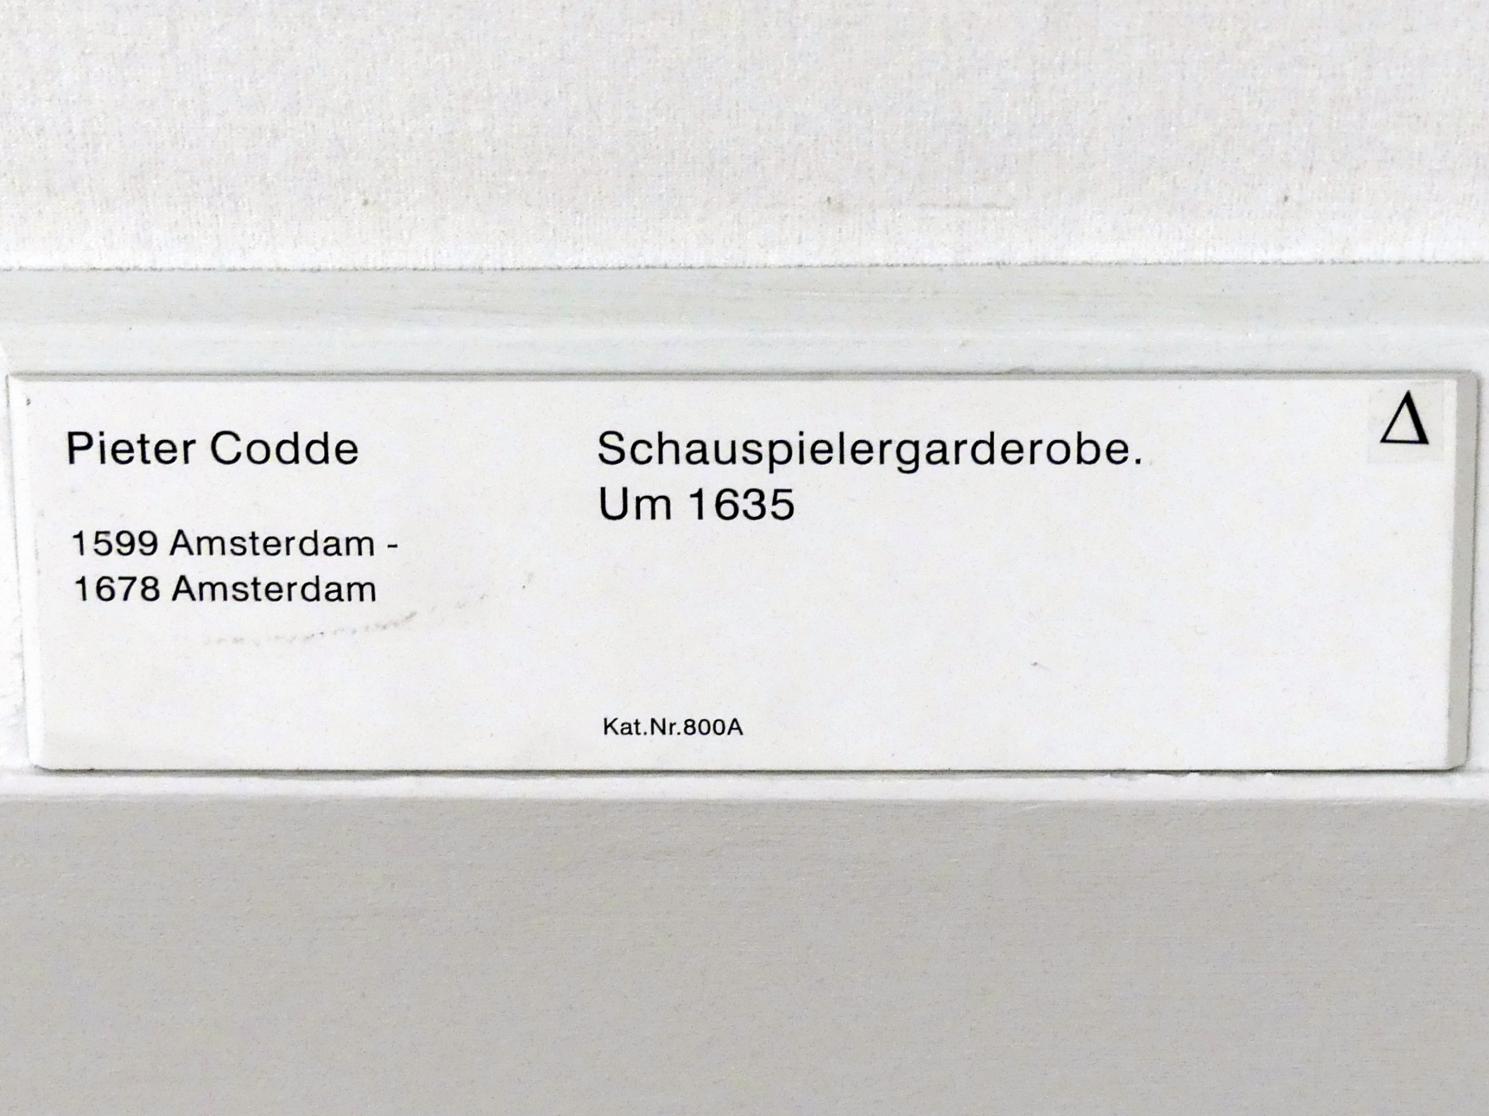 Pieter Codde
1599 Amsterdam -
1678 Amsterdam
Schauspielergarderobe.
Um 1635
Kat.Nr.800A
Δ